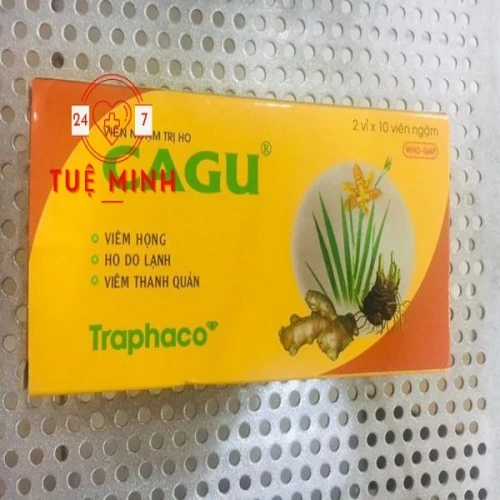 24 7
TUỆ MINH
VIÊN NGẬM TRỊ HO
CAGU®
2 vỉ x 10 viên ngậm
WHO-GMP
VIÊM HỌNG
HO DO LẠNH
VIÊM THANH QUẢN
Traphaco